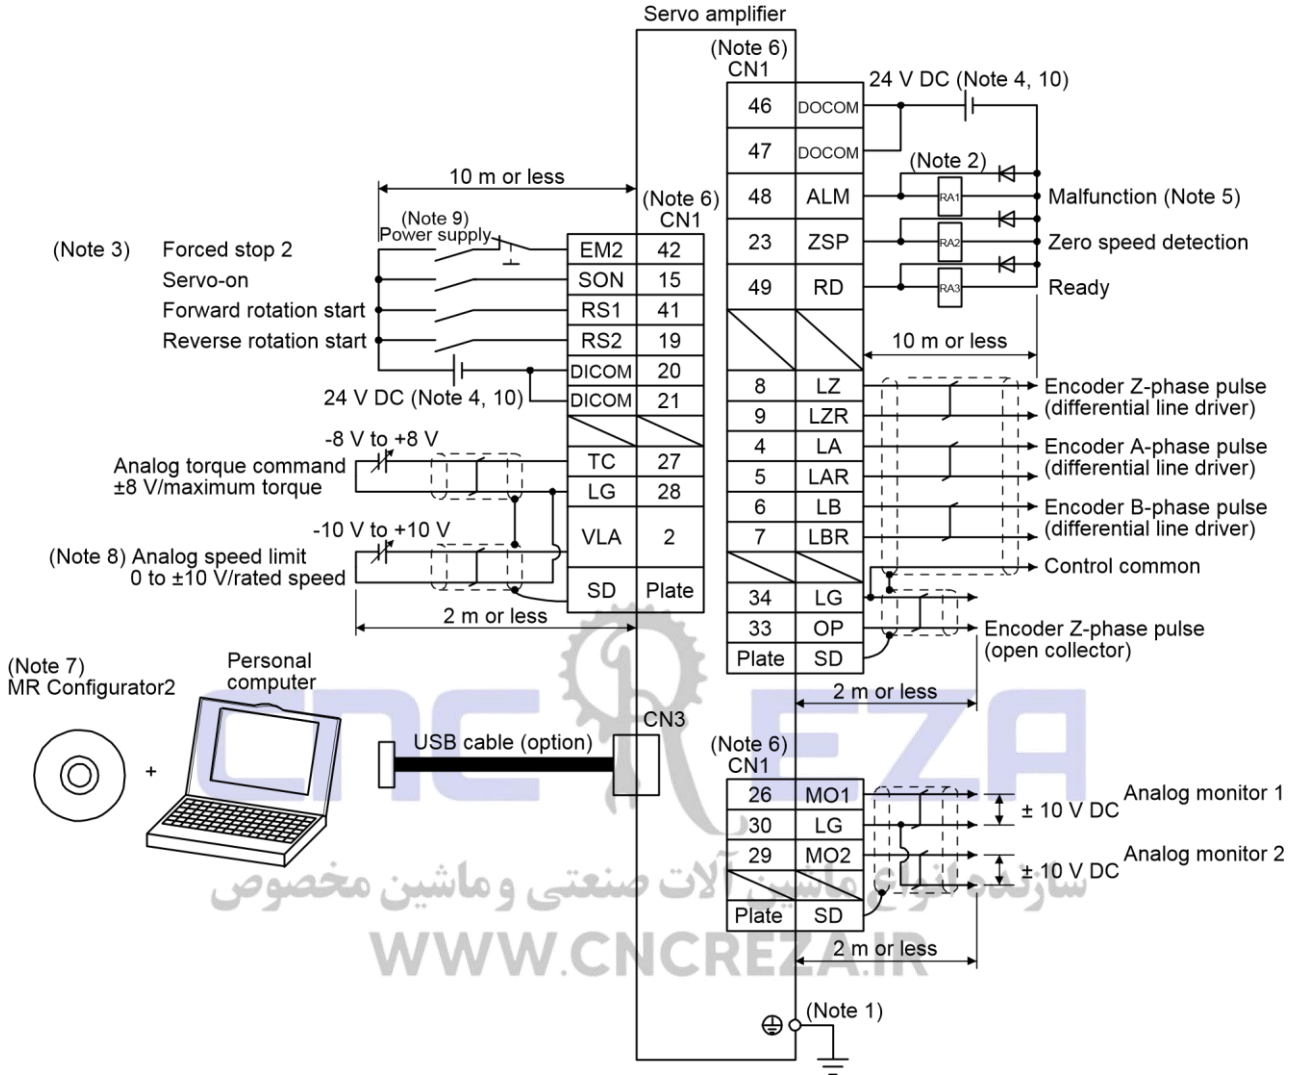 Servo amplifier
(Note 6)
CN1
24 V DC (Note 4, 10)
46 DOCOM
47 DOCOM
(Note 2)
48 ALM RA1 Malfunction (Note 5)
23 ZSP RA2 Zero speed detection
49 RD RA3 Ready
10 m or less
8 LZ Encoder Z-phase pulse
(differential line driver)
9 LZR
4 LA Encoder A-phase pulse
(differential line driver)
5 LAR
6 LB Encoder B-phase pulse
(differential line driver)
7 LBR
Control common
34 LG
33 OP Encoder Z-phase pulse
(open collector)
Plate SD
2 m or less
10 m or less
(Note 6)
CN1
(Note 9)
Power supply
(Note 3) Forced stop 2 EM2 42
Servo-on SON 15
Forward rotation start RS1 41
Reverse rotation start RS2 19
DICOM 20
24 V DC (Note 4, 10) DICOM 21
-8 V to +8 V
Analog torque command
±8 V/maximum torque
TC 27
LG 28
-10 V to +10 V
(Note 8) Analog speed limit
0 to ±10 V/rated speed
VLA 2
SD Plate
2 m or less
(Note 7)
MR Configurator2
+
Personal
computer
USB cable (option)
CN3
(Note 6)
CN1
26 MO1 Analog monitor 1
± 10 V DC
30 LG
29 MO2 Analog monitor 2
± 10 V DC
Plate SD
2 m or less
(Note 1)
CNC REZA
سازنده انواع ماشین آلات صنعتی و ماشین مخصوص
WWW.CNCREZA.IR